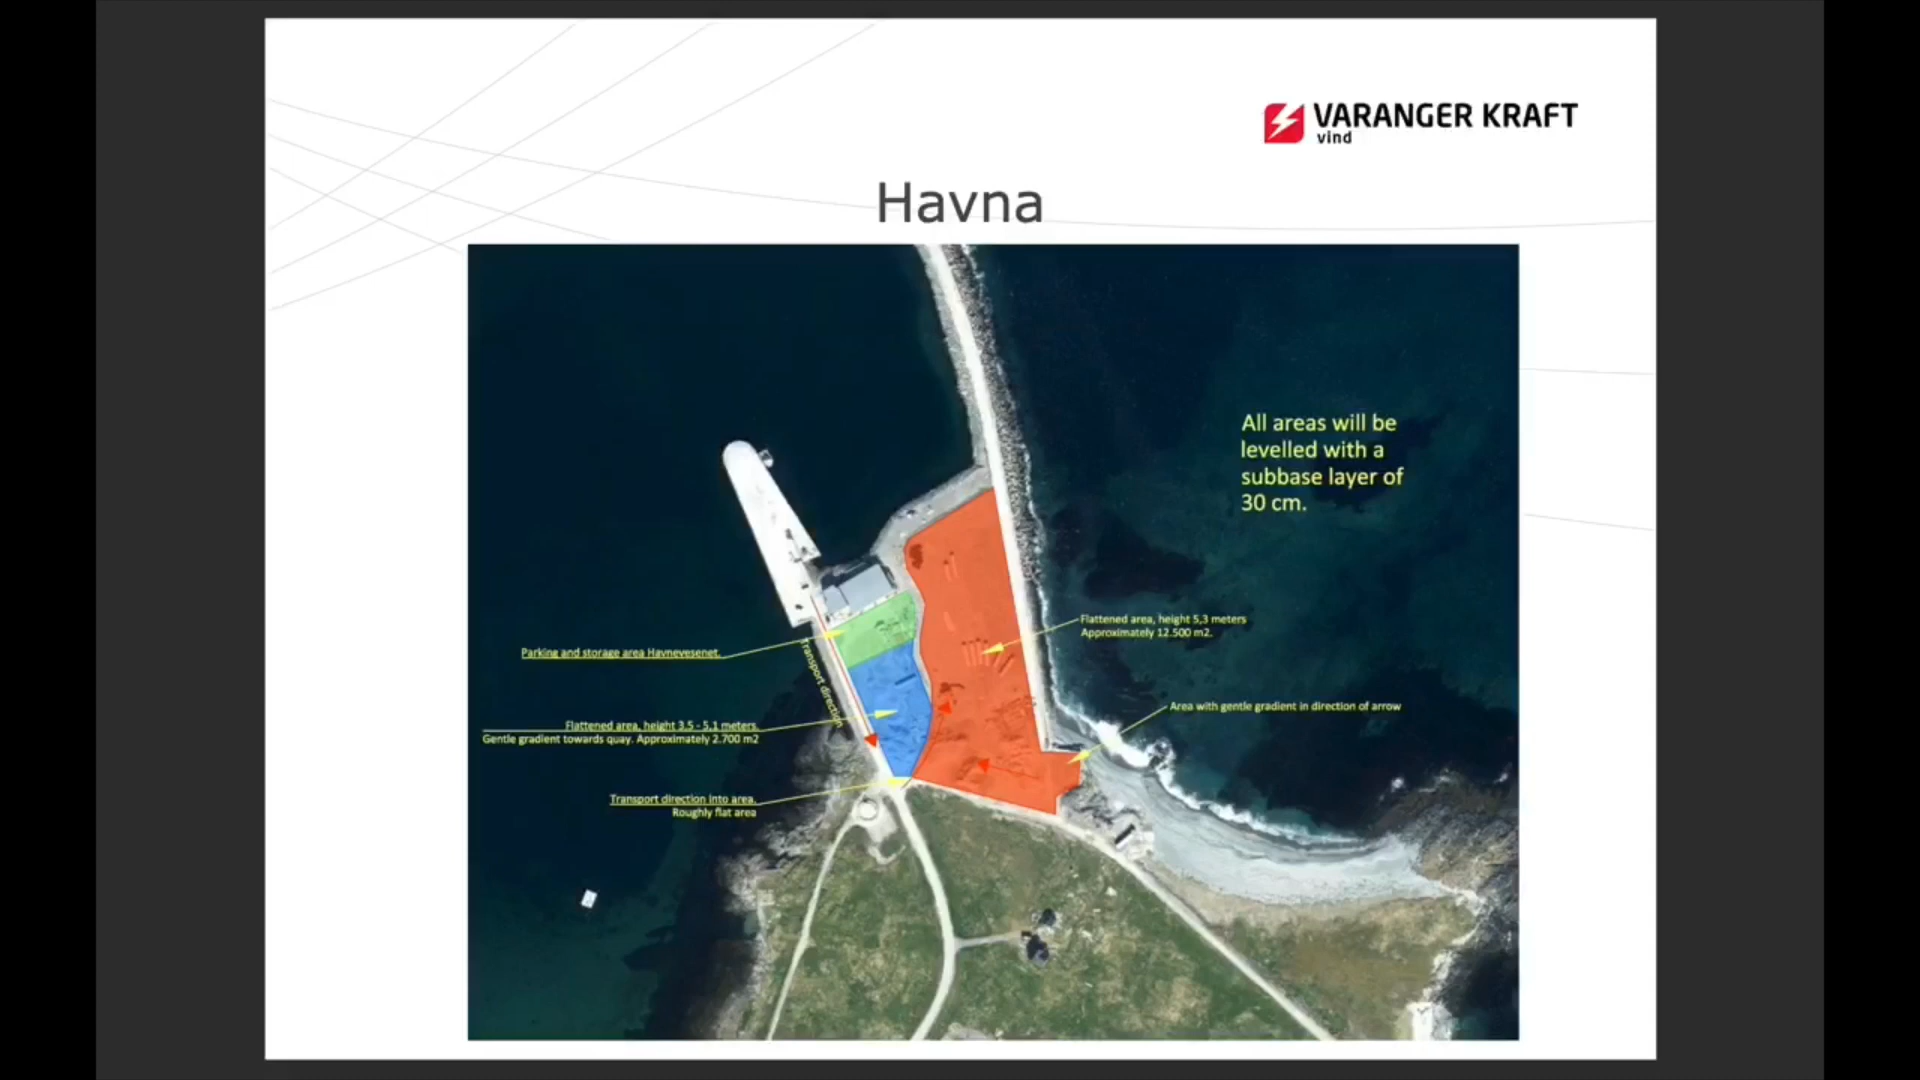 VARANGER KRAFT
vind
Havna
All areas will be
levelled with a
subbase layer of
30 cm.
Flattened area, height 5,3 meters
Approximately 12.500 m2.
Parking and storage area Havnevesenet.
Transport direction
Area with gentle gradient in direction of arrow
Flattened area, height 3,5 - 5,1 meters.
Gentle gradient towards quay. Approximately 2.700 m2
Transport direction into area.
Roughly flat area